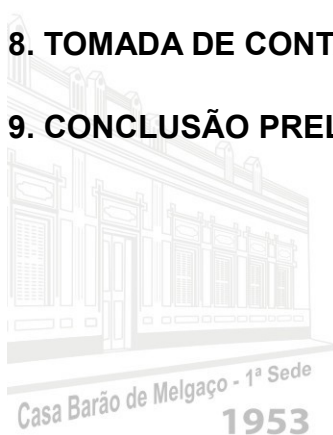 8. TOMADA DE CONT
9. CONCLUSÃO PREL
Casa Barão de Melgaço - 1ª Sede
1953